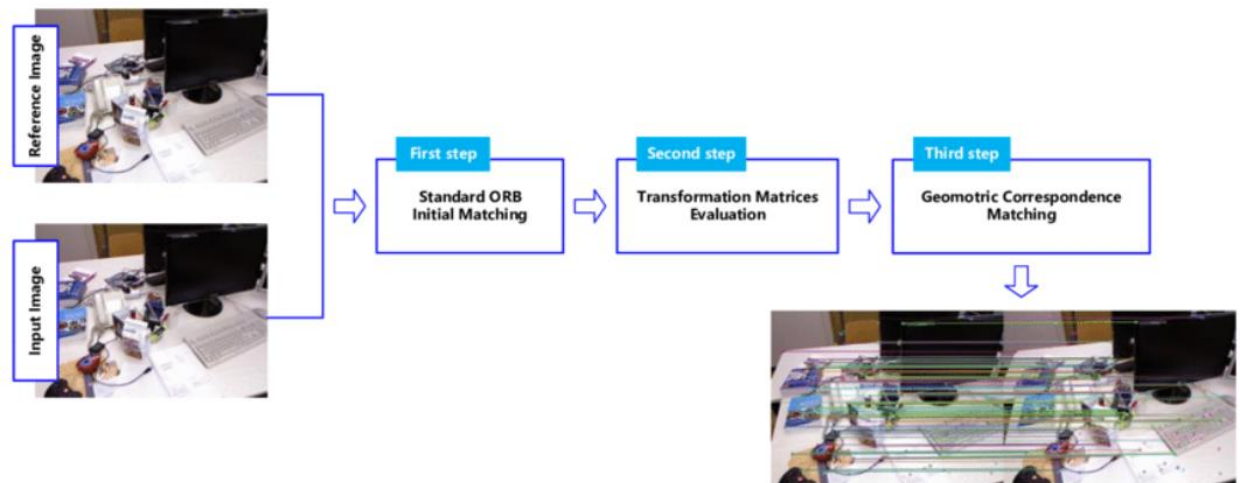 Reference Image
Input Image
First step
Standard ORB
Initial Matching
Second step
Transformation Matrices
Evaluation
Third step
Geomotric Correspondence
Matching